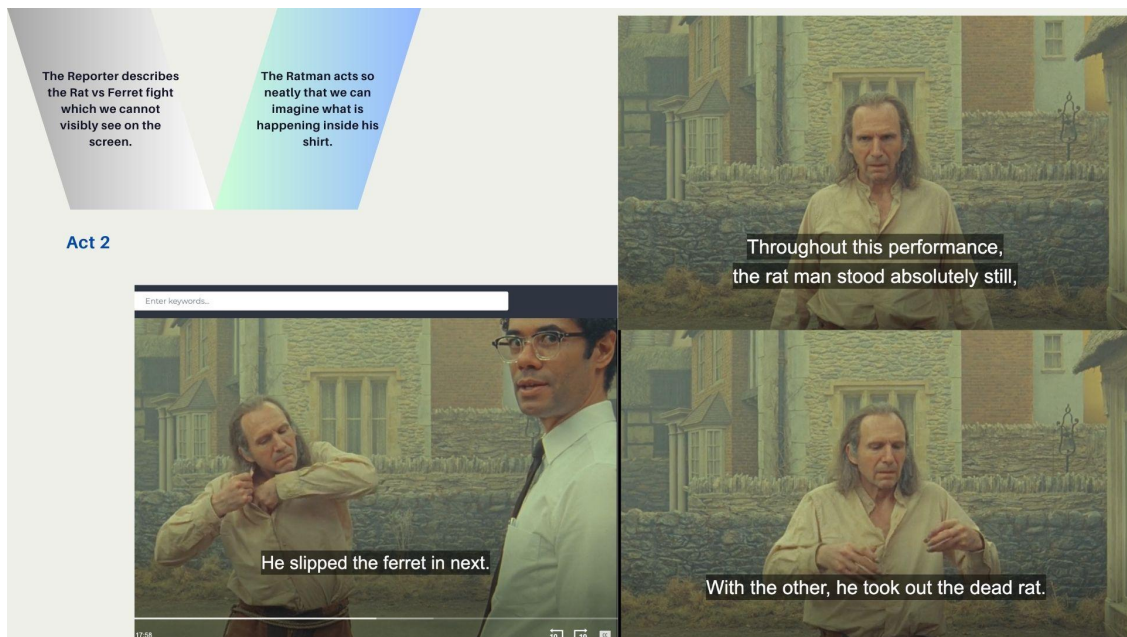 The Reporter describes
the Rat vs Ferret fight
which we cannot
visibly see on the
screen.
The Ratman acts so
neatly that we can
imagine what is
happening inside his
shirt.
Act 2
Throughout this performance,
the rat man stood absolutely still,
Enter keywords...
He slipped the ferret in next.
17:58
10
10
With the other, he took out the dead rat.